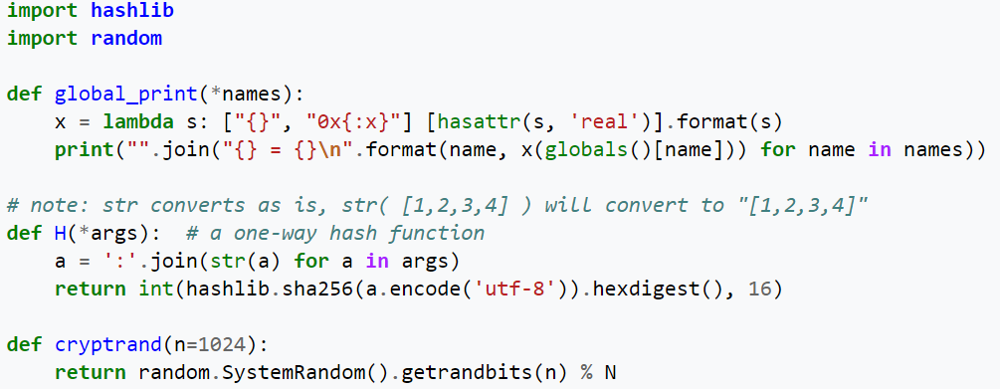 import hashlib
import random

def global_print(*names):
    x = lambda s: ["{}", "0x{:x}"] [hasattr(s, 'real')].format(s)
    print("".join("{} = {}\n".format(name, x(globals()[name])) for name in names))

# note: str converts as is, str( [1,2,3,4] ) will convert to "[1,2,3,4]"
def H(*args):  # a one-way hash function
    a = ':'.join(str(a) for a in args)
    return int(hashlib.sha256(a.encode('utf-8')).hexdigest(), 16)

def cryptrand(n=1024):
    return random.SystemRandom().getrandbits(n) % N